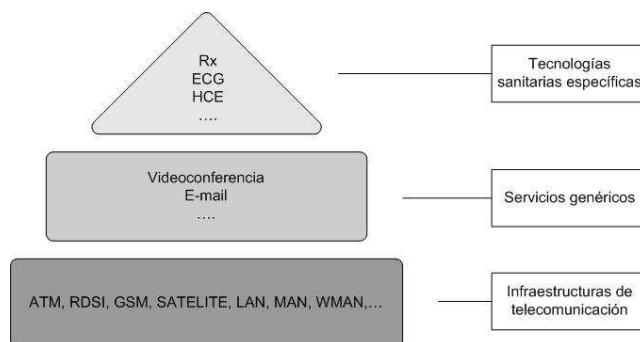 Rx
ECG
HCE
....
Tecnologías
sanitarias específicas
Videoconferencia
E-mail
....
Servicios genéricos
ATM, RDSI, GSM, SATELITE, LAN, MAN, WMAN,...
Infraestructuras de
telecomunicación